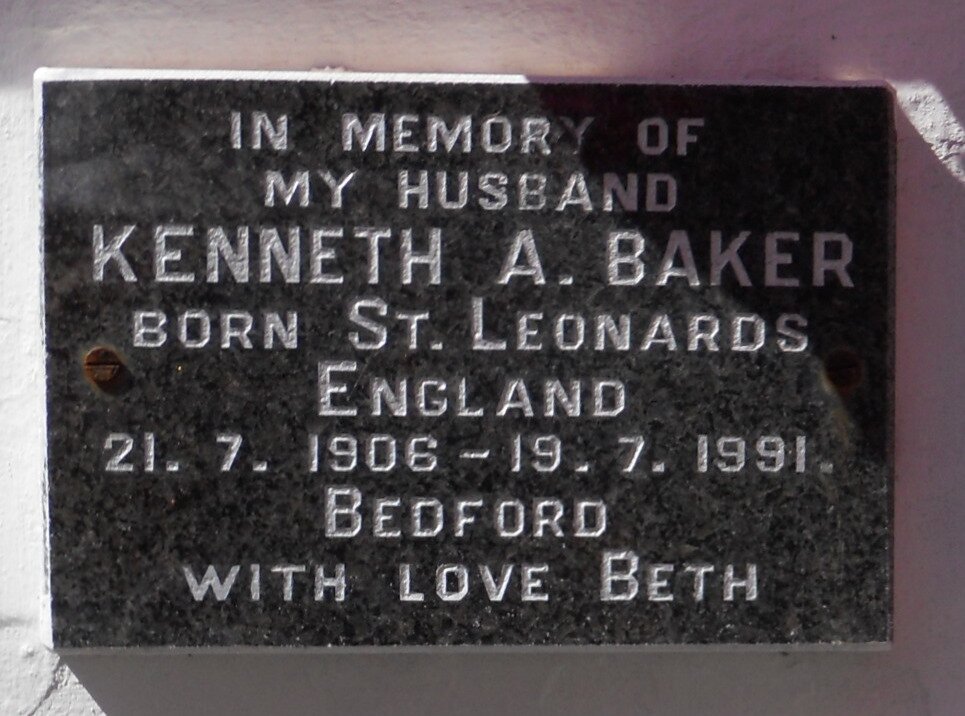 IN MEMORY OF
MY HUSBAND
KENNETH A. BAKER
BORN ST. LEONARDS
ENGLAND
21. 7. 1906 - 19. 7. 1991.
BEDFORD
WITH LOVE BETH